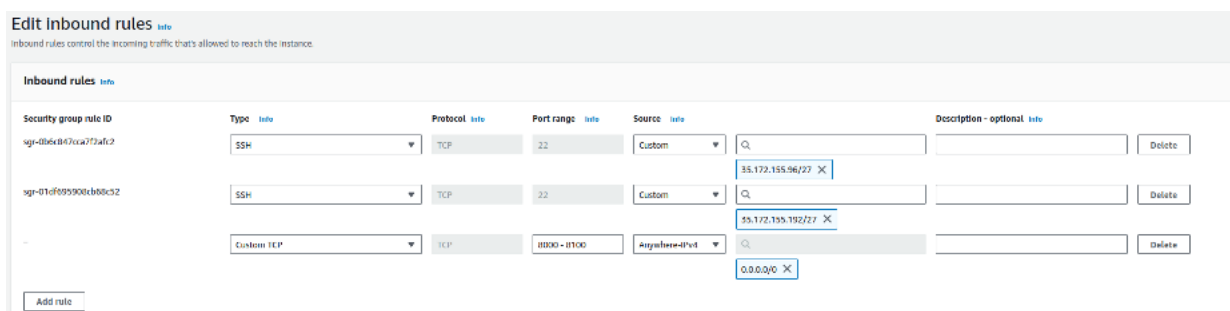 Edit inbound rules Info
Inbound rules control the incoming traffic that's allowed to reach the instance.
Inbound rules Info
Security group rule ID Type Info Protocol Info Port range Info Source Info Description - optional Info
sgr-0b6c847cca7f2afc2 SSH TCP 22 Custom Delete
35.172.155.96/27
sgr-01df695908cb68c52 SSH TCP 22 Custom Delete
35.172.155.192/27
– Custom TCP TCP 8000 - 8100 Anywhere-IPv4 Delete
0.0.0.0/0
Add rule